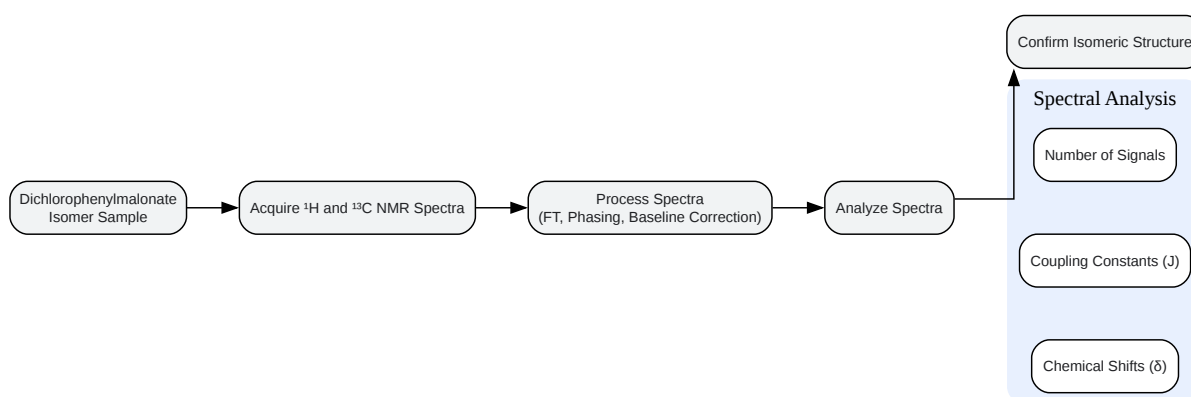 Confirm Isomeric Structure
Spectral Analysis
Number of Signals
Dichlorophenylmalonate
Isomer Sample
Acquire ¹H and ¹³C NMR Spectra
Process Spectra
(FT, Phasing, Baseline Correction)
Analyze Spectra
Coupling Constants (J)
Chemical Shifts (δ)